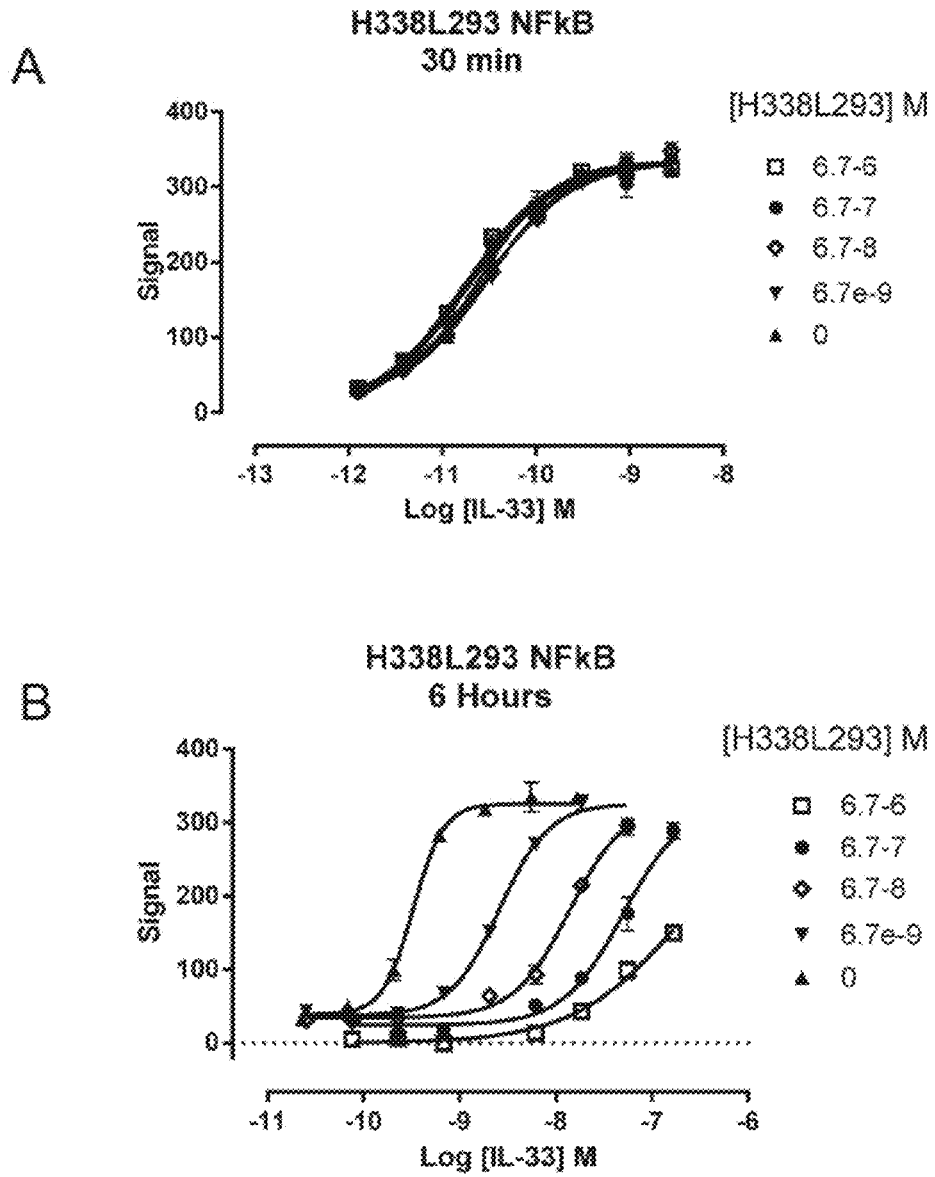 A
H338L293 NFkB
30 min
[H338L293] M
6.7-6
6.7-7
6.7-8
6.7e-9
0
Signal
400
300
200
100
0
-13 -12 -11 -10 -9 -8
Log [IL-33] M
B
H338L293 NFkB
6 Hours
[H338L293] M
6.7-6
6.7-7
6.7-8
6.7e-9
0
Signal
400
300
200
100
0
-11 -10 -9 -8 -7 -6
Log [IL-33] M